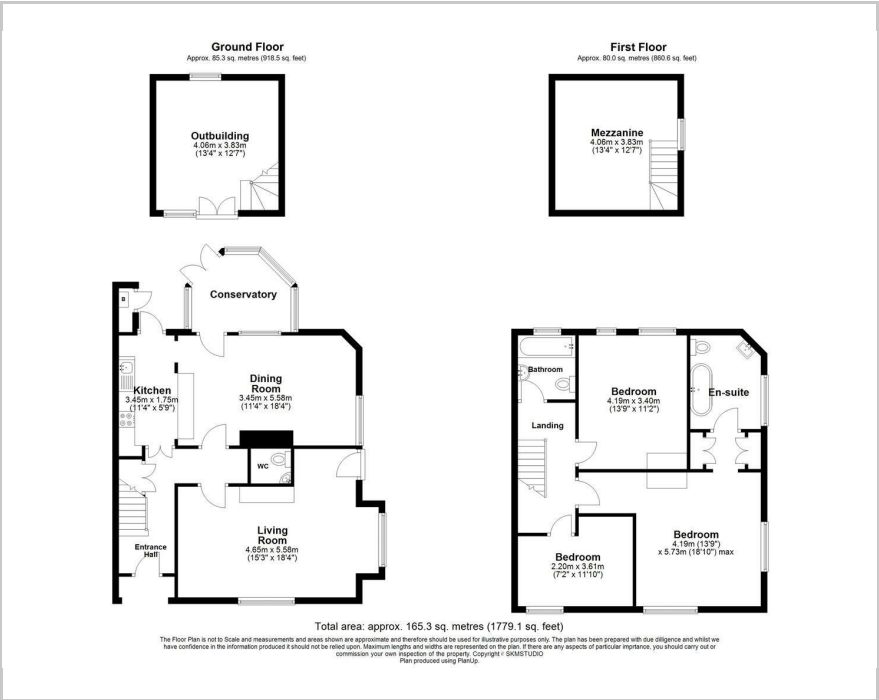 Ground Floor
Approx. 85.3 sq. metres (918.5 sq. feet)
Outbuilding
4.06m x 3.83m
(13'4" x 12'7")
First Floor
Approx. 80.0 sq. metres (860.6 sq. feet)
Mezzanine
4.06m x 3.83m
(13'4" x 12'7")
Conservatory
B
Kitchen
3.45m x 1.75m
(11'4" x 5'9")
Dining
Room
3.45m x 5.58m
(11'4" x 18'4")
WC
Living
Room
4.65m x 5.58m
(15'3" x 18'4")
Entrance
Hall
Bathroom
Bedroom
4.19m x 3.40m
(13'9" x 11'2")
En-suite
Landing
Bedroom
2.20m x 3.61m
(7'2" x 11'10")
Bedroom
4.19m (13'9")
x 5.73m (18'10") max
Total area: approx. 165.3 sq. metres (1779.1 sq. feet)
The Floor Plan is not to Scale and measurements and areas shown are approximate and therefore should be used for illustrative purposes only. The plan has been prepared with due dilligence and whilst we
have confidence in the information produced it should not be relied upon. Maximum lengths and widths are represented on the plan. If there are any aspects of particular imprtance, you should carry out or
commission your own inspection of the property. Copyright © SKMSTUDIO
Plan produced using PlanUp.